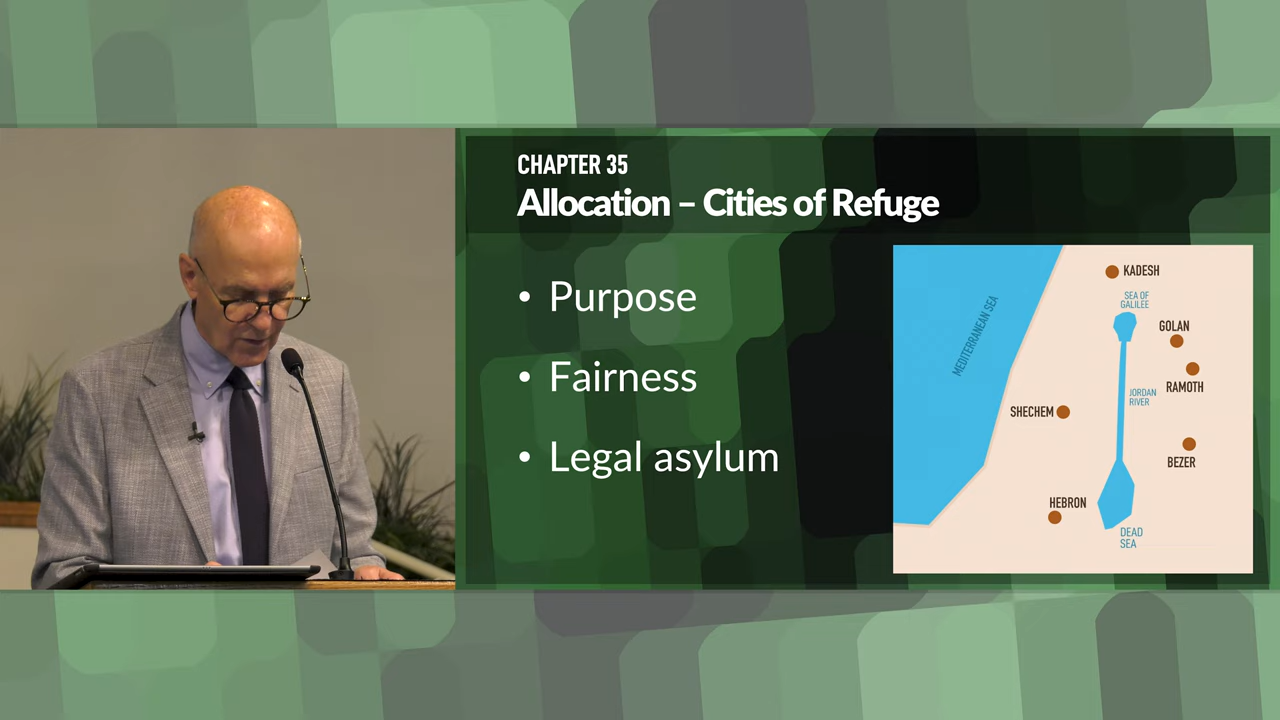 CHAPTER 35
Allocation – Cities of Refuge
• Purpose
• Fairness
• Legal asylum
MEDITERRANEAN SEA
KADESH
SEA OF
GALILEE
GOLAN
RAMOTH
JORDAN
RIVER
SHECHEM
BEZER
HEBRON
DEAD
SEA